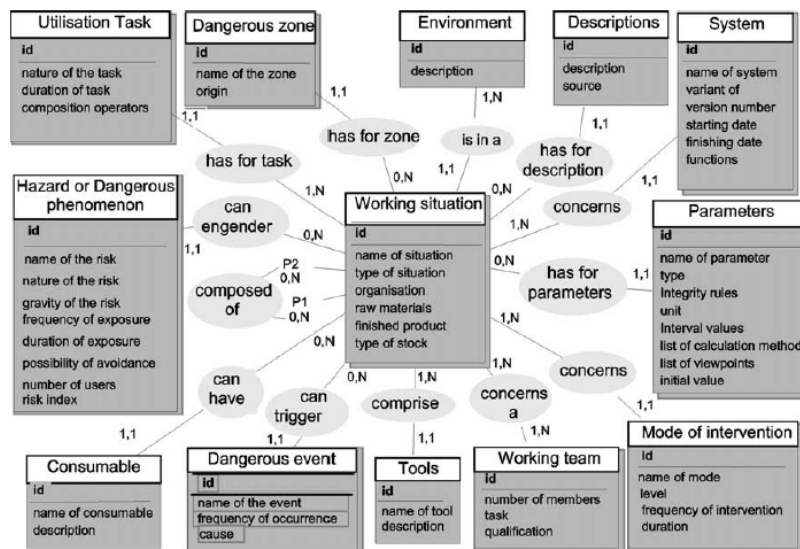 Utilisation Task
id
nature of the task
duration of task
composition operators
Dangerous zone
id
name of the zone
origin
Environment
id
description
Descriptions
id
description
source
System
id
name of system
variant of
version number
starting date
finishing date
functions
1,1
has for task
1,N
1,1
has for zone
0,N
1,N
is in a
1,1
1,1
has for
description
0,N
1,1
concerns
1,N
Hazard or Dangerous
phenomenon
id
name of the risk
nature of the risk
gravity of the risk
frequency of exposure
duration of exposure
possibility of avoidance
number of users
risk index
1,1
can
engender
0,N
P2
0,N
composed
of
P1
0,N
Working situation
id
name of situation
type of situation
organisation
raw materials
finished product
type of stock
0,N
has for
parameters
1,1
Parameters
id
name of parameter
type
Integrity rules
unit
Interval values
list of calculation method
list of viewpoints
initial value
0,N
can
have
1,1
0,N
can
trigger
1,1
1,N
comprise
1,1
1,N
concerns
a
1,N
1,N
concerns
1,1
Consumable
id
name of consumable
description
Dangerous event
id
name of the event
frequency of occurrence
cause
Tools
id
name of tool
description
Working team
id
number of members
task
qualification
Mode of intervention
Id
name of mode
level
frequency of intervention
duration